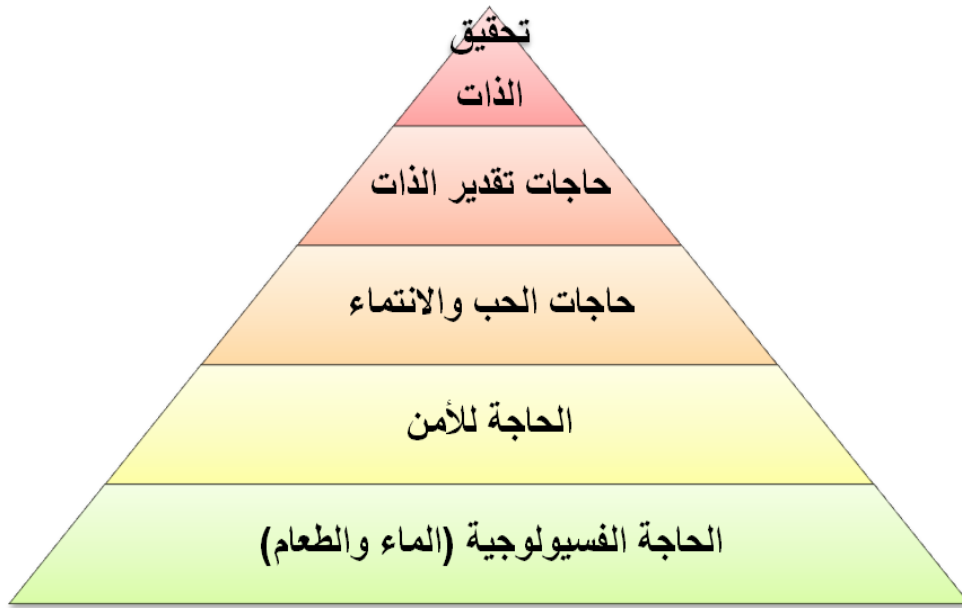 تحقيق
الذات
حاجات تقدير الذات
حاجات الحب والانتماء
الحاجة للأمن
الحاجة الفسيولوجية (الماء والطعام)